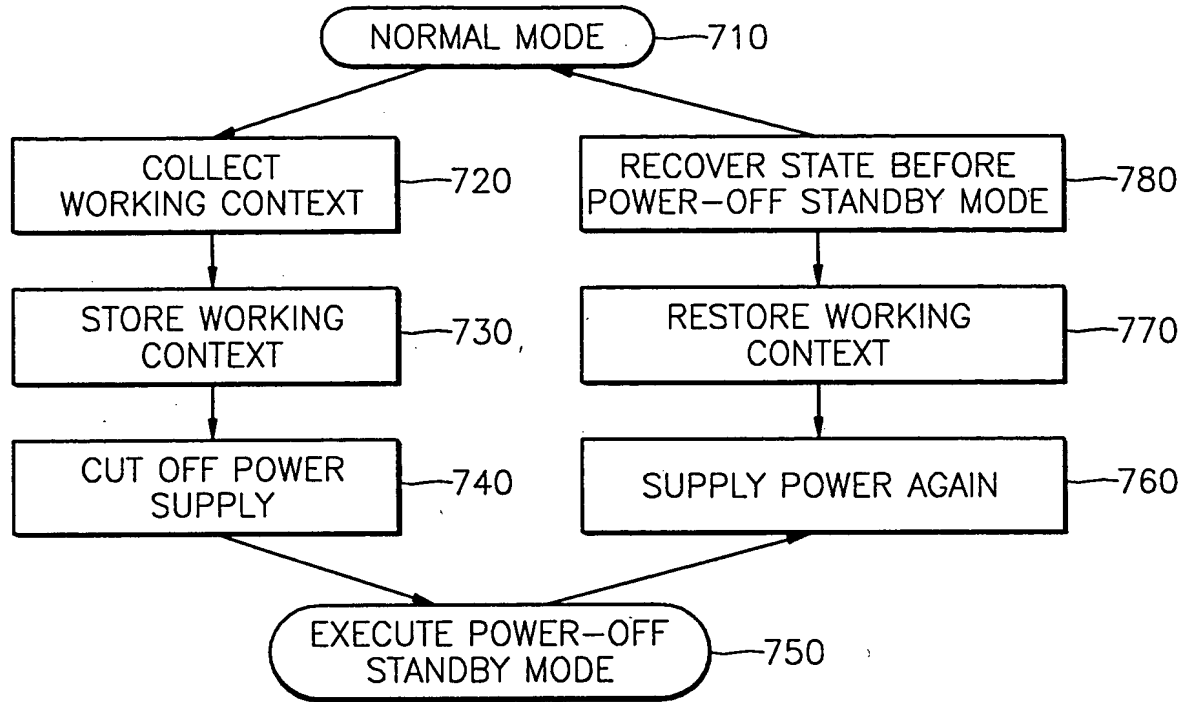 NORMAL MODE
710
COLLECT
WORKING CONTEXT
720
RECOVER STATE BEFORE
POWER-OFF STANDBY MODE
780
STORE WORKING
CONTEXT
730
RESTORE WORKING
CONTEXT
770
CUT OFF POWER
SUPPLY
740
SUPPLY POWER AGAIN
760
EXECUTE POWER-OFF
STANDBY MODE
750